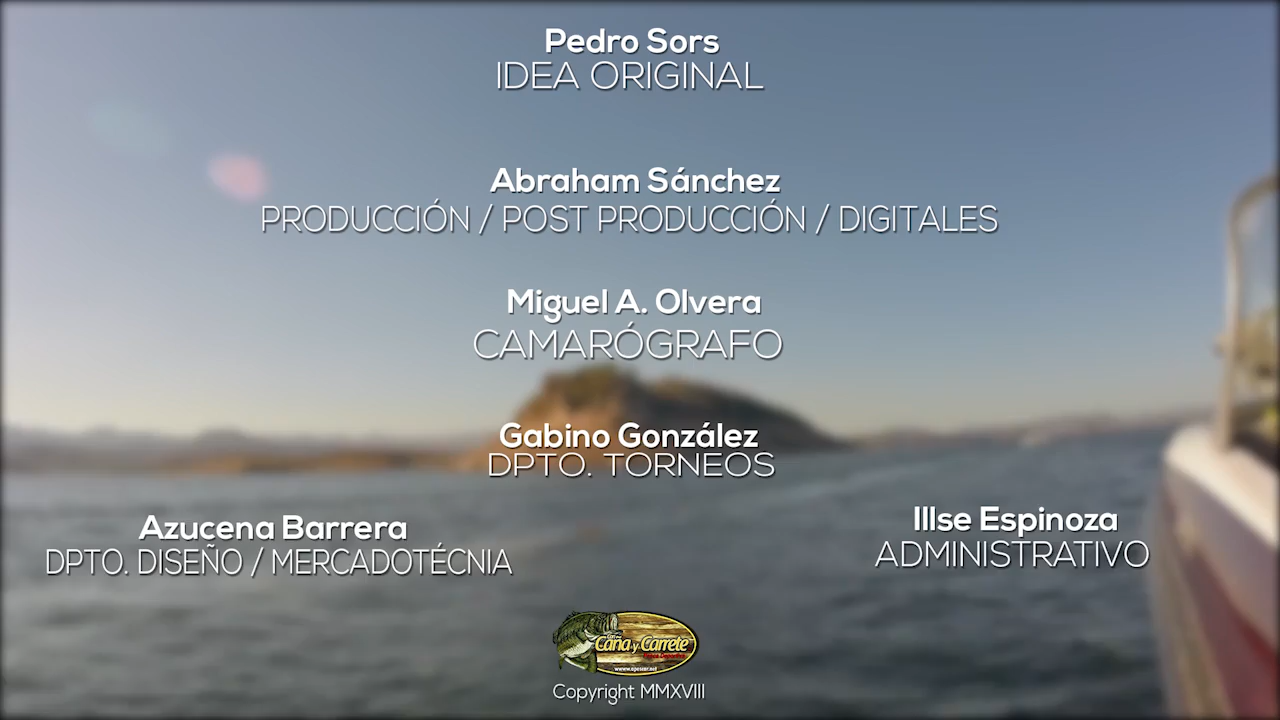 Pedro Sors
IDEA ORIGINAL
Abraham Sánchez
PRODUCCIÓN / POST PRODUCCIÓN / DIGITALES
Miguel A. Olvera
CAMARÓGRAFO
Gabino González
DPTO. TORNEOS
Azucena Barrera
DPTO. DISEÑO / MERCADOTÉCNIA
Illse Espinoza
ADMINISTRATIVO
Con
Caña y Carrete
Copyright MMXVIII